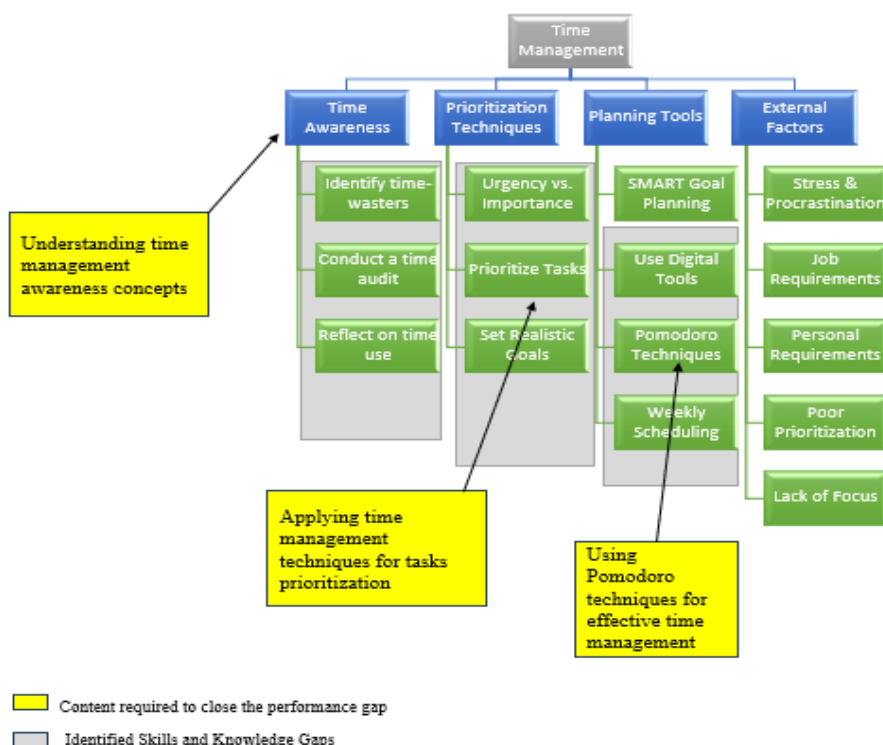 Time
Management
Time
Awareness
Prioritization
Techniques
Planning Tools
External
Factors
Identify time-
wasters
Urgency vs.
Importance
SMART Goal
Planning
Stress &
Procrastination
Understanding time
management
awareness concepts
Conduct a time
audit
Prioritize Tasks
Use Digital
Tools
Job
Requirements
Reflect on time
use
Set Realistic
Goals
Pomodoro
Techniques
Personal
Requirements
Weekly
Scheduling
Poor
Prioritization
Lack of Focus
Applying time
management
techniques for tasks
prioritization
Using
Pomodoro
techniques for
effective time
management
Content required to close the performance gap
Identified Skills and Knowledge Gaps